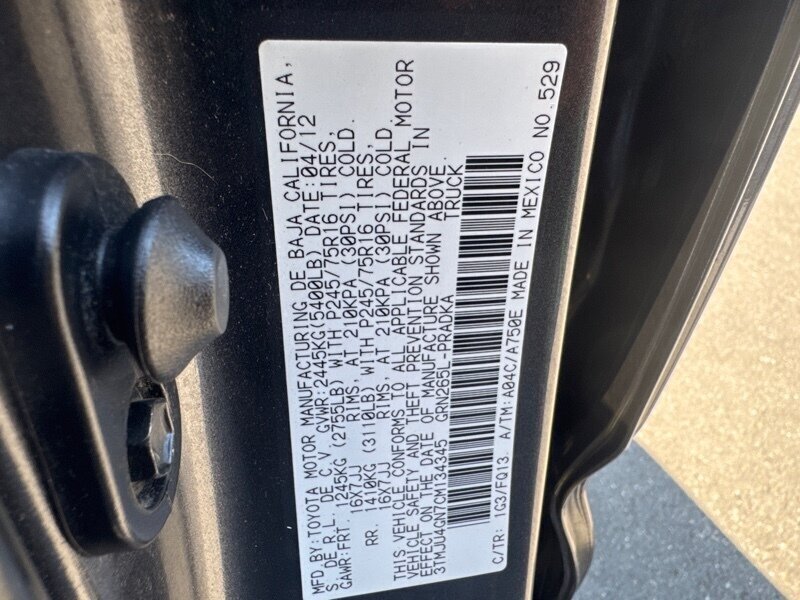 MFD.BY:TOYOTA MOTOR MANUFACTURING DE BAJA CALIFORNIA,
S. DE R.L. DE C.V. GVWR:2445KG(5400LB) DATE:04/12
GAWR:FRT. 1245KG (2755LB) WITH P245/75R16 TIRES,
16X7JJ RIMS, AT 210KPA (30PSI) COLD.
RR. 1410KG (3110LB) WITH P245/75R16 TIRES,
16X7JJ RIMS, AT 210KPA (30PSI) COLD.
THIS VEHICLE CONFORMS TO ALL APPLICABLE FEDERAL MOTOR
VEHICLE SAFETY AND THEFT PREVENTION STANDARDS IN
EFFECT ON THE DATE OF MANUFACTURE SHOWN ABOVE.
3TMJU4GN7CM134345 GRN265L-PRADKA TRUCK
C/TR: 1G3/FQ13 A/TM:A04C/A750E MADE IN MEXICO NO.529